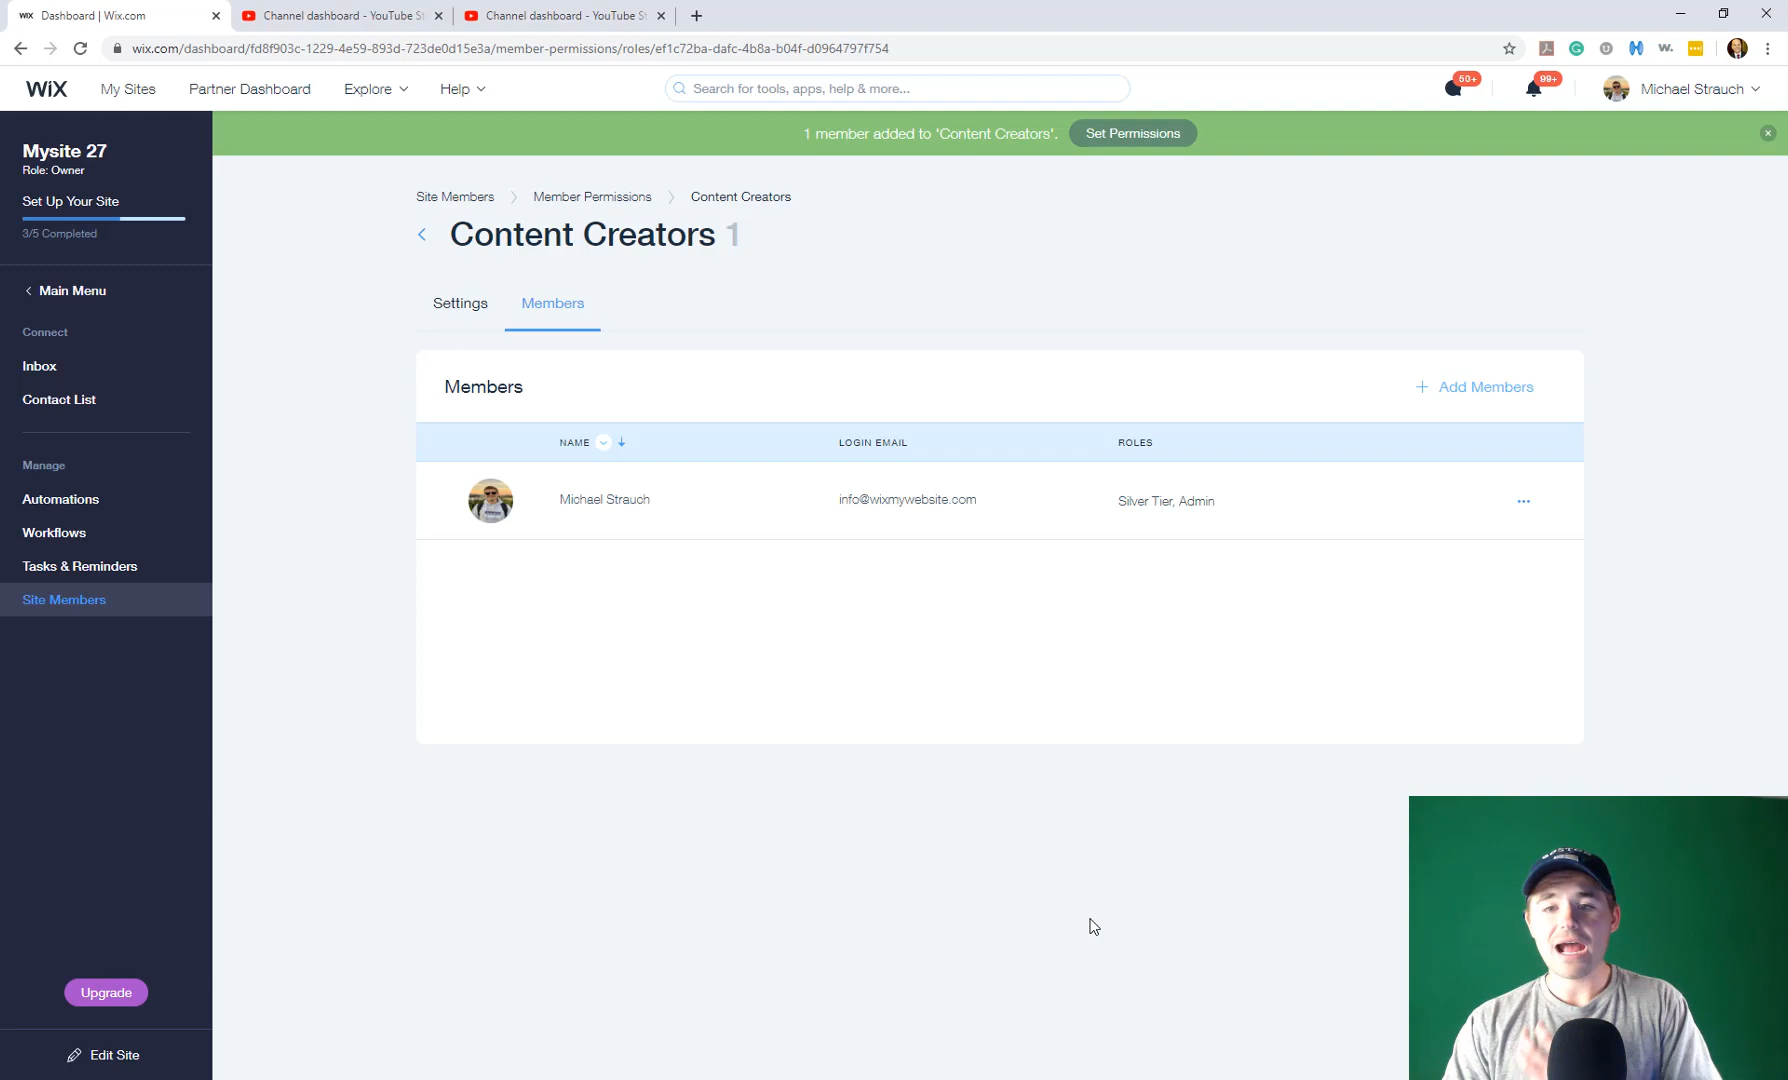 WiX Dashboard | Wix.com
Channel dashboard - YouTube St
Channel dashboard - YouTube St
wix.com/dashboard/fd8f903c-1229-4e59-893d-723de0d15e3a/member-permissions/roles/ef1c72ba-dafc-4b8a-b04f-d0964797f754
WiX My Sites Partner Dashboard Explore Help
Search for tools, apps, help & more...
50+ 99+ Michael Strauch
1 member added to 'Content Creators'. Set Permissions
Mysite 27
Role: Owner
Set Up Your Site
3/5 Completed
Main Menu
Connect
Inbox
Contact List
Manage
Automations
Workflows
Tasks & Reminders
Site Members
Upgrade
Edit Site
Site Members Member Permissions Content Creators
Content Creators 1
Settings Members
Members
+ Add Members
NAME LOGIN EMAIL ROLES
Michael Strauch info@wixmywebsite.com Silver Tier, Admin